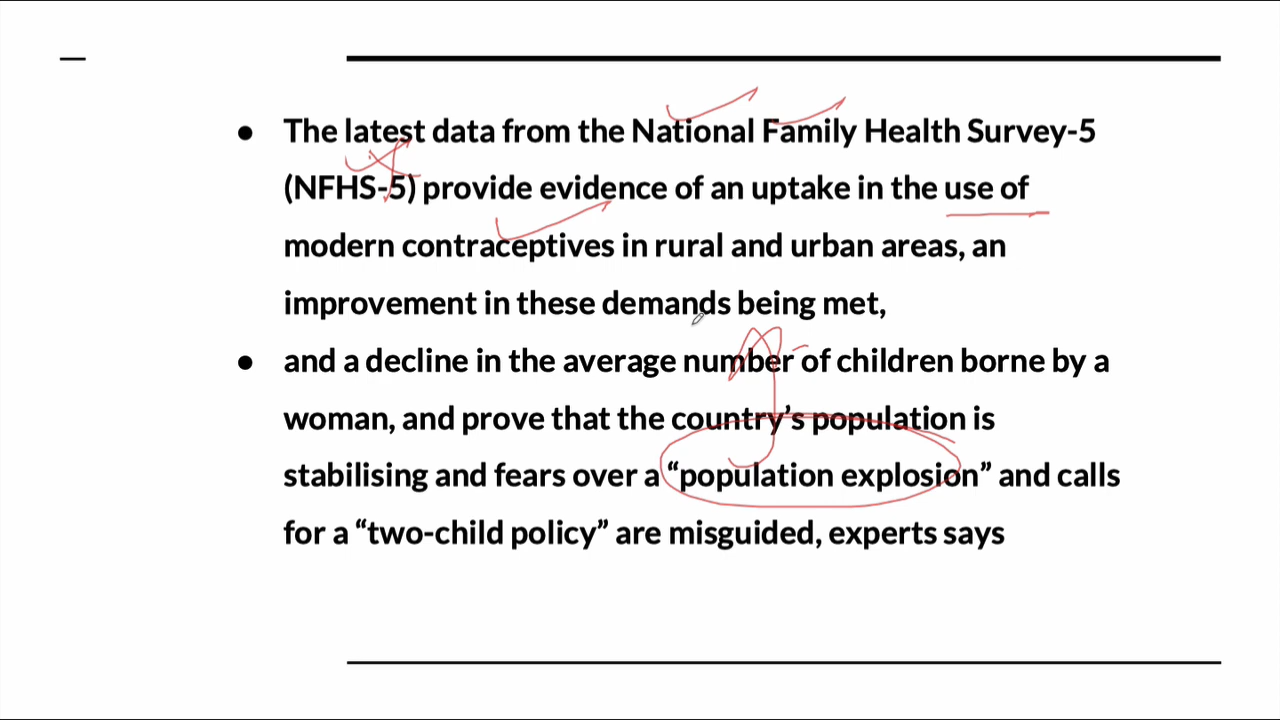 ● The latest data from the National Family Health Survey-5
(NFHS-5) provide evidence of an uptake in the use of
modern contraceptives in rural and urban areas, an
improvement in these demands being met,
● and a decline in the average number of children borne by a
woman, and prove that the country’s population is
stabilising and fears over a “population explosion” and calls
for a “two-child policy” are misguided, experts says